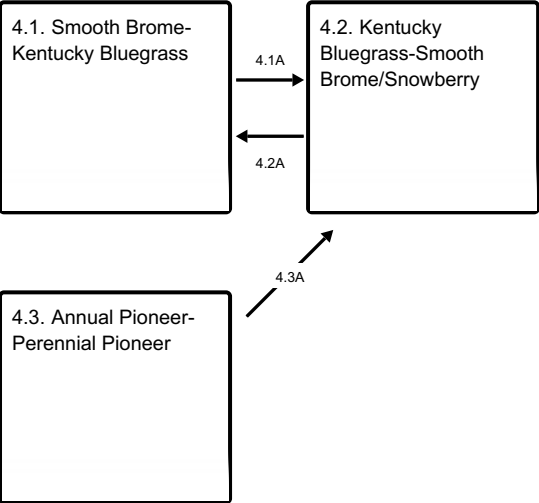 4.1. Smooth Brome-
Kentucky Bluegrass
4.1A
4.2. Kentucky
Bluegrass-Smooth
Brome/Snowberry
4.2A
4.3A
4.3. Annual Pioneer-
Perennial Pioneer